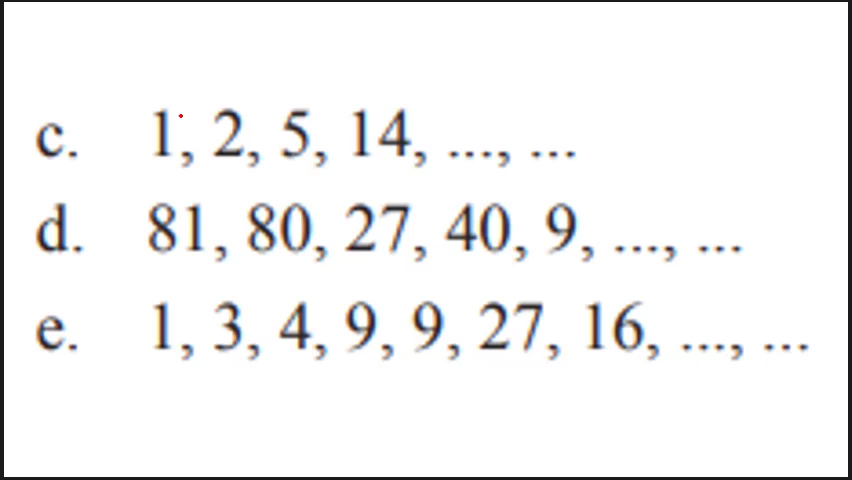 c. 1, 2, 5, 14, ..., ...
d. 81, 80, 27, 40, 9, ..., ...
e. 1, 3, 4, 9, 9, 27, 16, ..., ...